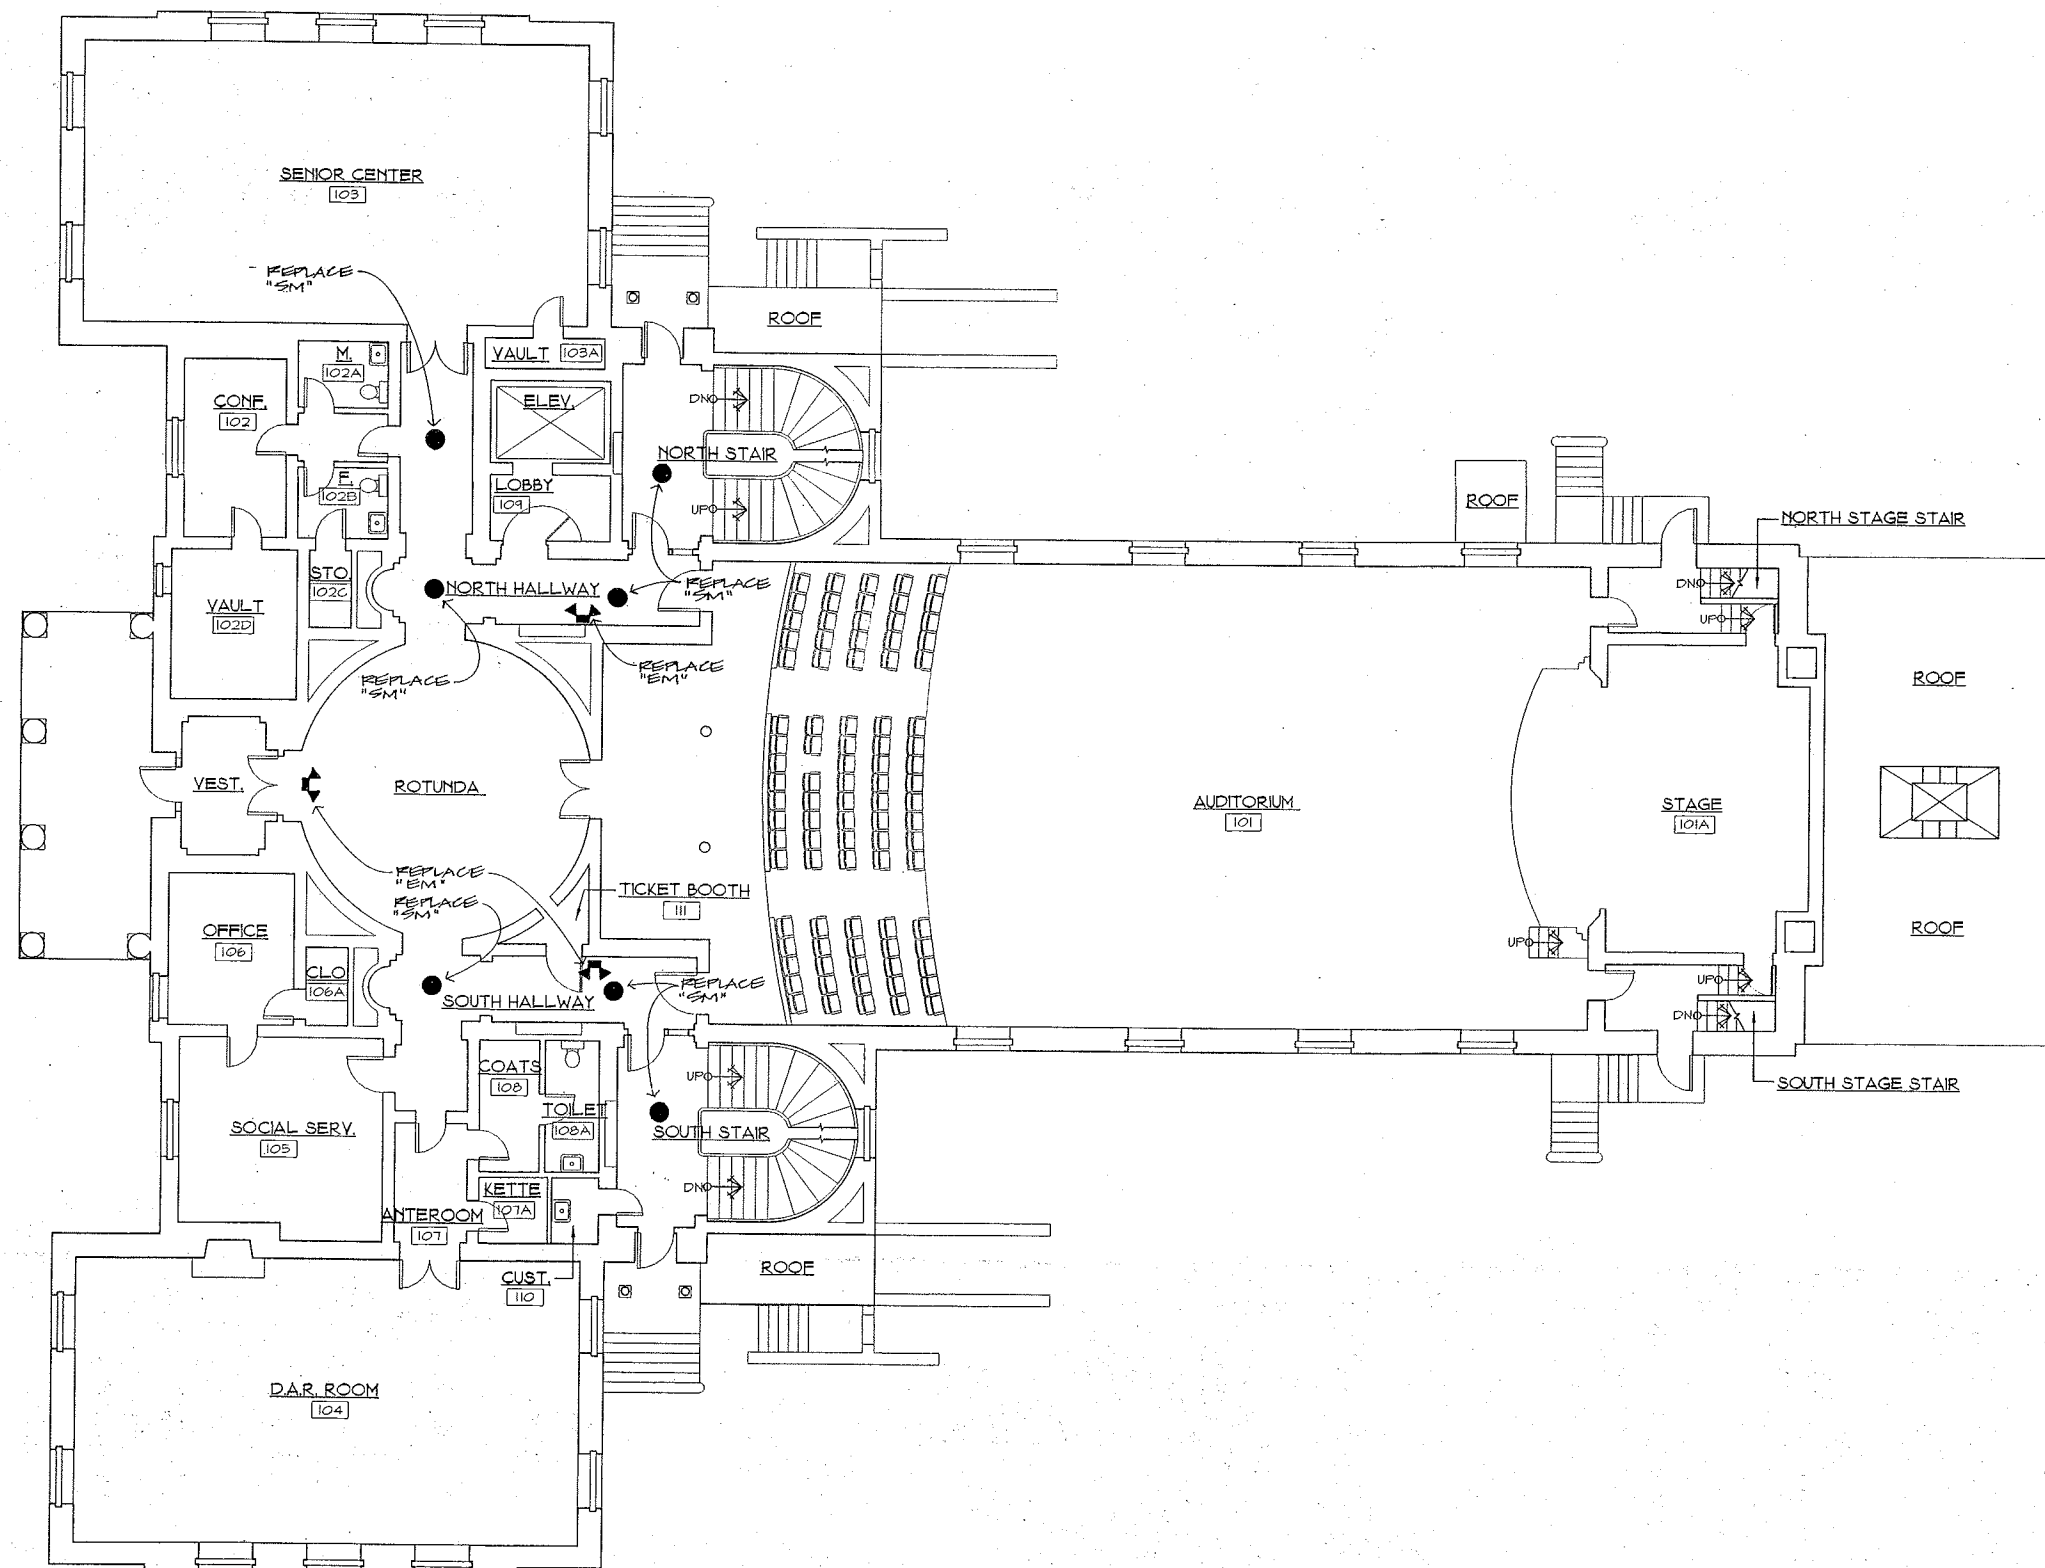 SENIOR CENTER
103
REPLACE
"SM"
ROOF
M.
102A
VAULT 103A
CONF.
102
ELEV.
DN
NORTH STAIR
F.
102B
LOBBY
109
UP
ROOF
NORTH STAGE STAIR
STO.
102C
NORTH HALLWAY
REPLACE
"SM"
DN
VAULT
102D
UP
REPLACE
"EM"
REPLACE
"SM"
ROOF
VEST.
ROTUNDA
AUDITORIUM
101
STAGE
101A
REPLACE
"EM"
REPLACE
"SM"
TICKET BOOTH
111
OFFICE
106
ROOF
UP
CLO
106A
SOUTH HALLWAY
REPLACE
"SM"
UP
DN
COATS
108
UP
SOUTH STAGE STAIR
TOILET
108A
SOCIAL SERV.
105
SOUTH STAIR
KETTE
107A
DN
ANTEROOM
107
ROOF
CUST.
110
D.A.R. ROOM
104